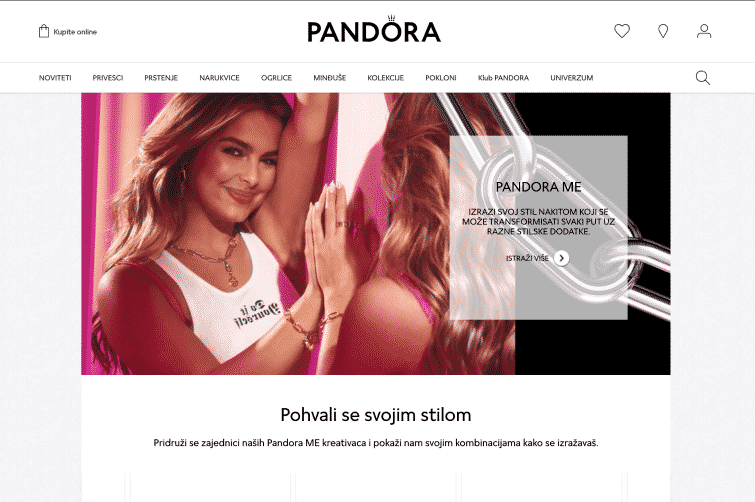 Kupite online
PANDORA
NOVITETI PRIVESCI PRSTENJE NARUKVICE OGRLICE MINĐUŠE KOLEKCIJE POKLONI Klub PANDORA UNIVERZUM
PANDORA ME
IZRAZI SVOJ STIL NAKITOM KOJI SE
MOŽE TRANSFORMISATI SVAKI PUT UZ
RAZNE STILSKE DODATKE.
ISTRAŽI VIŠE
Do it
Yourself
Pohvali se svojim stilom
Pridruži se zajednici naših Pandora ME kreativaca i pokaži nam svojim kombinacijama kako se izražavaš.